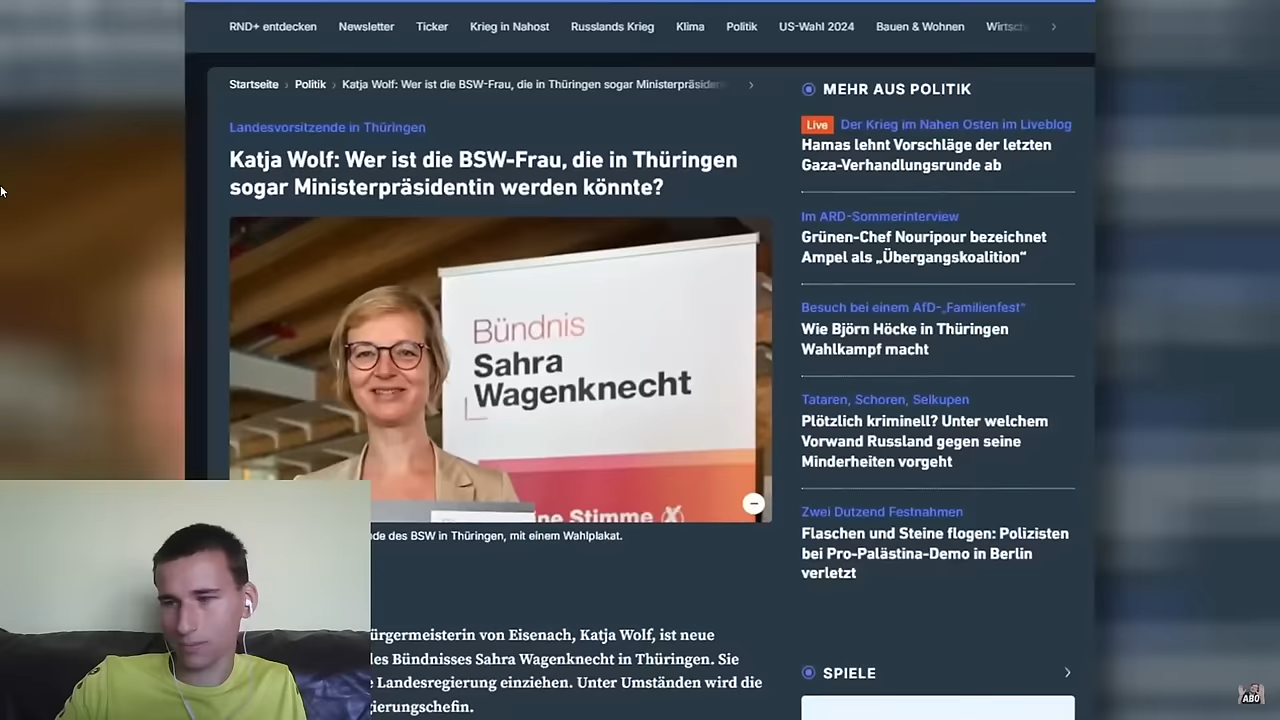 RND+ entdecken Newsletter Ticker Krieg in Nahost Russlands Krieg Klima Politik US-Wahl 2024 Bauen & Wohnen
Startseite › Politik › Katja Wolf: Wer ist die BSW-Frau, die in Thüringen sogar
Landesvorsitzende in Thüringen
Katja Wolf: Wer ist die BSW-Frau, die in Thüringen
sogar Ministerpräsidentin werden könnte?
Bündnis
Sahra
Wagenknecht
ne Stimme
de des BSW in Thüringen, mit einem Wahlplakat.
ürgermeisterin von Eisenach, Katja Wolf, ist neue
des Bündnisses Sahra Wagenknecht in Thüringen. Sie
Landesregierung einziehen. Unter Umständen wird die
gierungschefin.
MEHR AUS POLITIK
Live Der Krieg im Nahen Osten im Liveblog
Hamas lehnt Vorschläge der letzten
Gaza-Verhandlungsrunde ab
Im ARD-Sommerinterview
Grünen-Chef Nouripour bezeichnet
Ampel als „Übergangskoalition“
Besuch bei einem AfD-„Familienfest“
Wie Björn Höcke in Thüringen
Wahlkampf macht
Tataren, Schoren, Selkupen
Plötzlich kriminell? Unter welchem
Vorwand Russland gegen seine
Minderheiten vorgeht
Zwei Dutzend Festnahmen
Flaschen und Steine flogen: Polizisten
bei Pro-Palästina-Demo in Berlin
verletzt
SPIELE
ABO